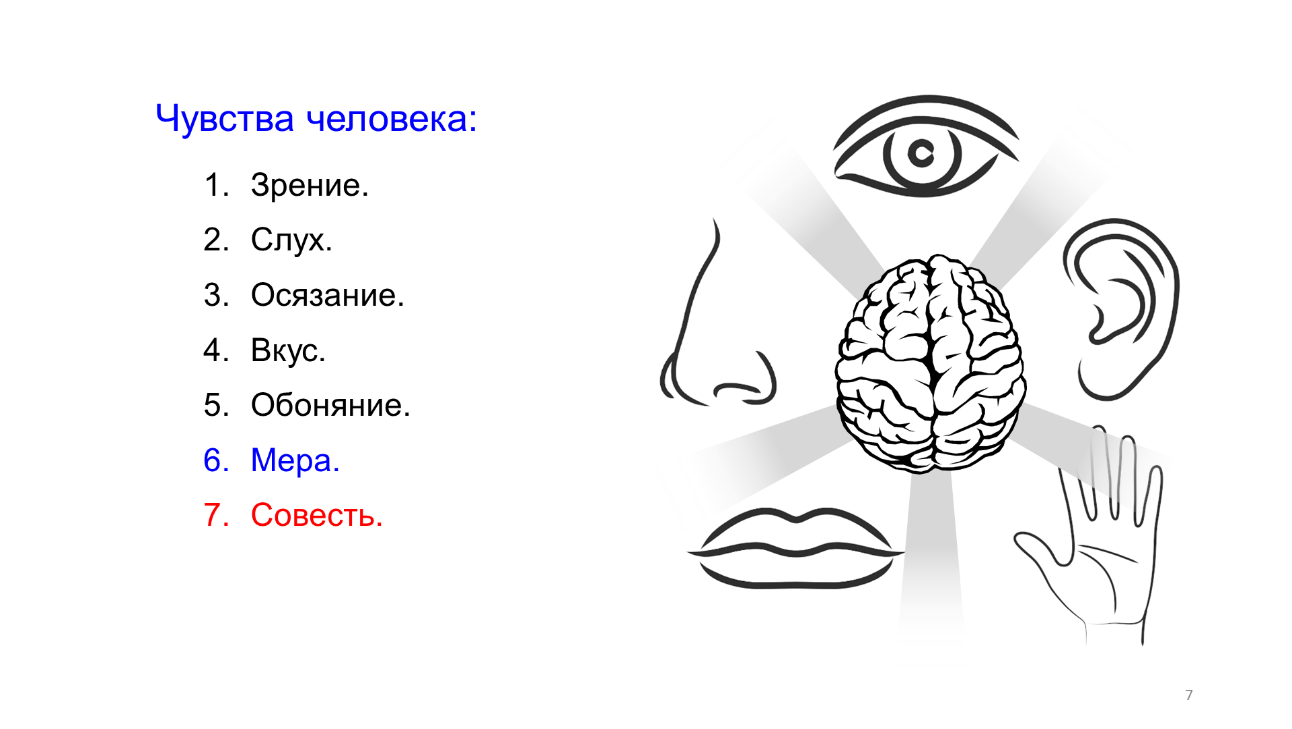 Чувства человека:
1. Зрение.
2. Слух.
3. Осязание.
4. Вкус.
5. Обоняние.
6. Мера.
7. Совесть.
7